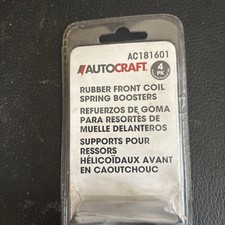 AC181601
AUTOCRAFT
4
PK
RUBBER FRONT COIL
SPRING BOOSTERS
REFUERZOS DE GOMA
PARA RESORTES DE
MUELLE DELANTEROS
SUPPORTS POUR
RESSORS
HÉLICOÏDAUX AVANT
EN CAOUTCHOUC